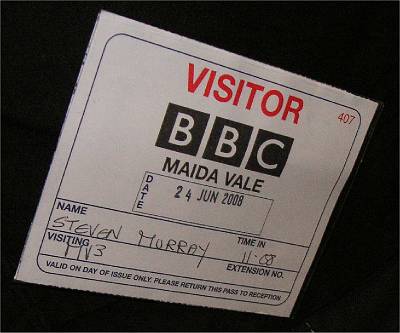 VISITOR
407
BBC
MAIDA VALE
DATE
24 JUN 2008
NAME
STEVEN MURRAY
TIME IN
11.08
VISITING
MV3
EXTENSION NO.
VALID ON DAY OF ISSUE ONLY. PLEASE RETURN THIS PASS TO RECEPTION